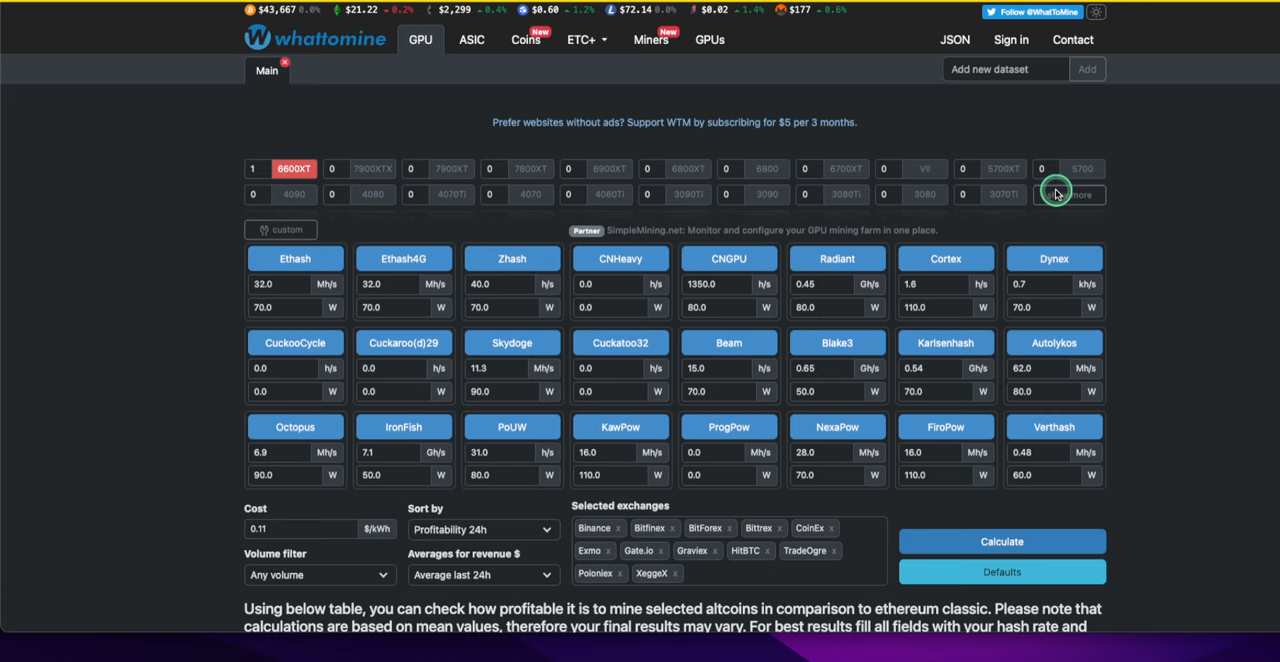 $43,667 0.0% $21.22 0.2% $2,299 0.4% $0.60 1.2% $72.14 0.0% $0.02 1.4% $177 0.6% Follow @WhatToMine
whattomine GPU ASIC Coins New ETC+ Miners New GPUs JSON Sign in Contact
Main x Add new dataset Add
Prefer websites without ads? Support WTM by subscribing for $5 per 3 months.
1 6600XT 0 7900XTX 0 7900XT 0 7800XT 0 6900XT 0 6800XT 0 6800 0 6700XT 0 VII 0 5700XT 0 5700
0 4090 0 4080 0 4070Ti 0 4070 0 4060Ti 0 3090Ti 0 3090 0 3080Ti 0 3080 0 3070Ti more
custom Partner SimpleMining.net: Monitor and configure your GPU mining farm in one place.
Ethash Ethash4G Zhash CNHeavy CNGPU Radiant Cortex Dynex
32.0 Mh/s 32.0 Mh/s 40.0 h/s 0.0 h/s 1350.0 h/s 0.45 Gh/s 1.6 h/s 0.7 kh/s
70.0 W 70.0 W 70.0 W 0.0 W 80.0 W 80.0 W 110.0 W 70.0 W
CuckooCycle Cuckaroo(d)29 Skydoge Cuckatoo32 Beam Blake3 Karlsenhash Autolykos
0.0 h/s 0.0 h/s 11.3 Mh/s 0.0 h/s 15.0 h/s 0.65 Gh/s 0.54 Gh/s 62.0 Mh/s
0.0 W 0.0 W 90.0 W 0.0 W 70.0 W 50.0 W 70.0 W 80.0 W
Octopus IronFish PoUW KawPow ProgPow NexaPow FiroPow Verthash
6.9 Mh/s 7.1 Gh/s 31.0 h/s 16.0 Mh/s 0.0 Mh/s 28.0 Mh/s 16.0 Mh/s 0.48 Mh/s
90.0 W 50.0 W 80.0 W 110.0 W 0.0 W 70.0 W 110.0 W 60.0 W
Cost Sort by Selected exchanges
0.11 $/kWh Profitability 24h Binance x Bitfinex x BitForex x Bittrex x CoinEx x
Volume filter Averages for revenue $ Exmo x Gate.io x Graviex x HitBTC x TradeOgre x Calculate
Any volume Average last 24h Poloniex x XeggeX x Defaults
Using below table, you can check how profitable it is to mine selected altcoins in comparison to ethereum classic. Please note that
calculations are based on mean values, therefore your final results may vary. For best results fill all fields with your hash rate and